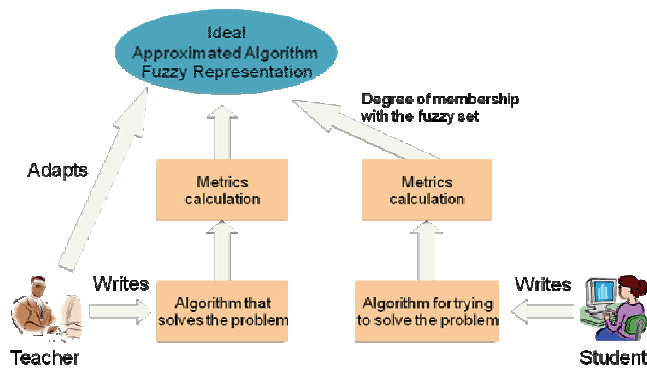 Ideal
Approximated Algorithm
Fuzzy Representation
Degree of membership
with the fuzzy set
Adapts
Metrics
calculation
Metrics
calculation
Writes
Algorithm that
solves the problem
Algorithm for trying
to solve the problem
Writes
Teacher
Student